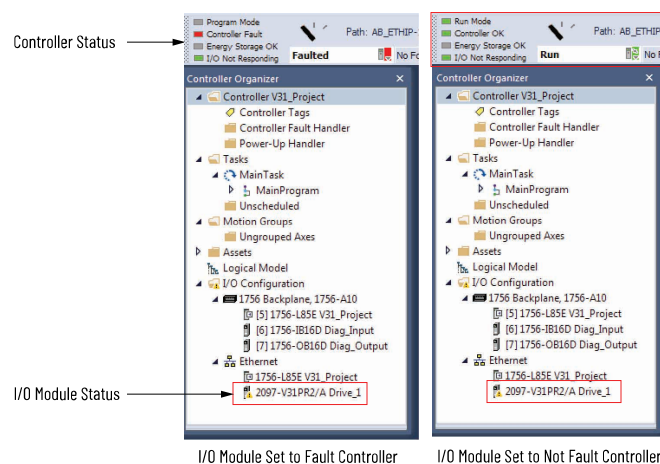 Controller Status
Program Mode
Controller Fault
Energy Storage OK
I/O Not Responding
Path: AB_ETHIP-
Faulted
No Fo
Controller Organizer
Controller V31_Project
Controller Tags
Controller Fault Handler
Power-Up Handler
Tasks
MainTask
MainProgram
Unscheduled
Motion Groups
Ungrouped Axes
Assets
Logical Model
I/O Configuration
1756 Backplane, 1756-A10
[5] 1756-L85E V31_Project
[6] 1756-IB16D Diag_Input
[7] 1756-OB16D Diag_Output
Ethernet
1756-L85E V31_Project
2097-V31PR2/A Drive_1
I/O Module Status
I/O Module Set to Fault Controller
Run Mode
Controller OK
Energy Storage OK
I/O Not Responding
Path: AB_ETHIP
Run
No F
Controller Organizer
Controller V31_Project
Controller Tags
Controller Fault Handler
Power-Up Handler
Tasks
MainTask
MainProgram
Unscheduled
Motion Groups
Ungrouped Axes
Assets
Logical Model
I/O Configuration
1756 Backplane, 1756-A10
[5] 1756-L85E V31_Project
[6] 1756-IB16D Diag_Input
[7] 1756-OB16D Diag_Output
Ethernet
1756-L85E V31_Project
2097-V31PR2/A Drive_1
I/O Module Set to Not Fault Controller